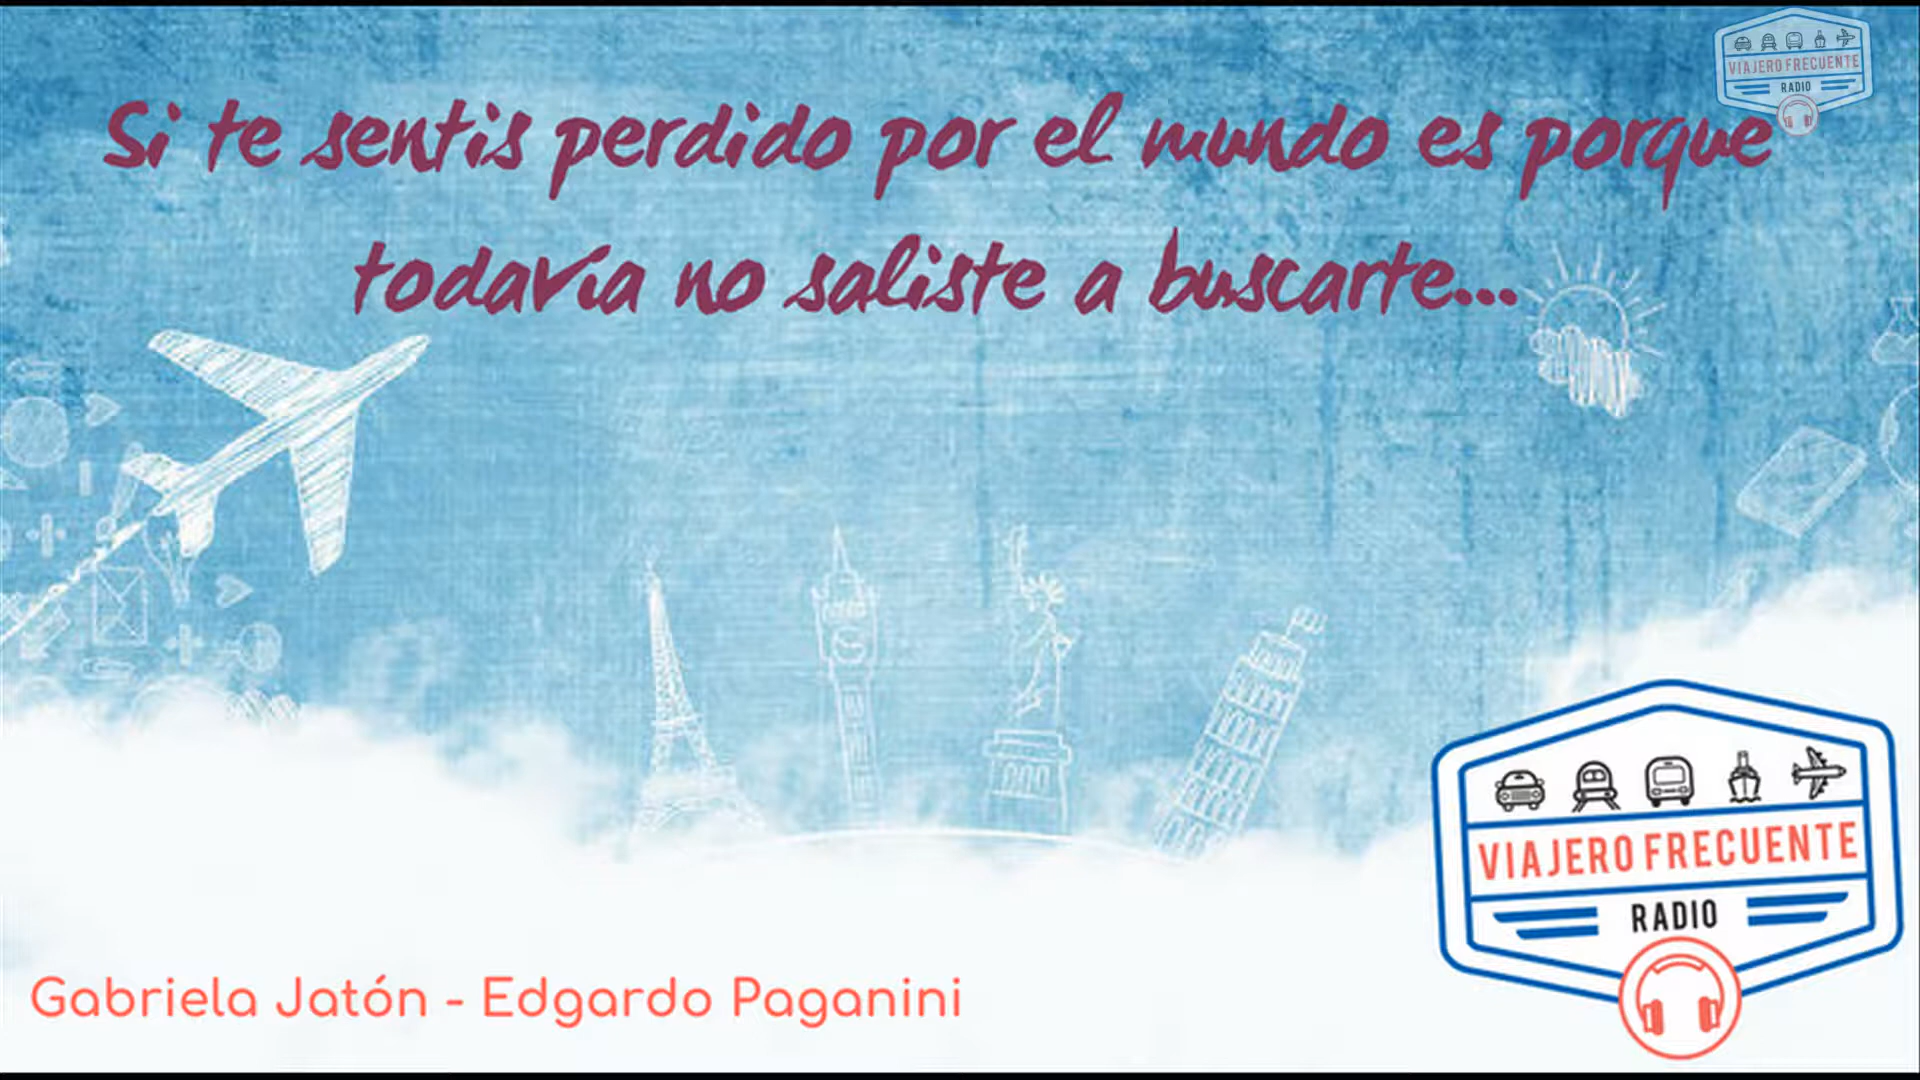 VIAJERO FRECUENTE
RADIO
Si te sentis perdido por el mundo es porque
todavía no saliste a buscarte...
VIAJERO FRECUENTE
RADIO
Gabriela Jatón - Edgardo Paganini